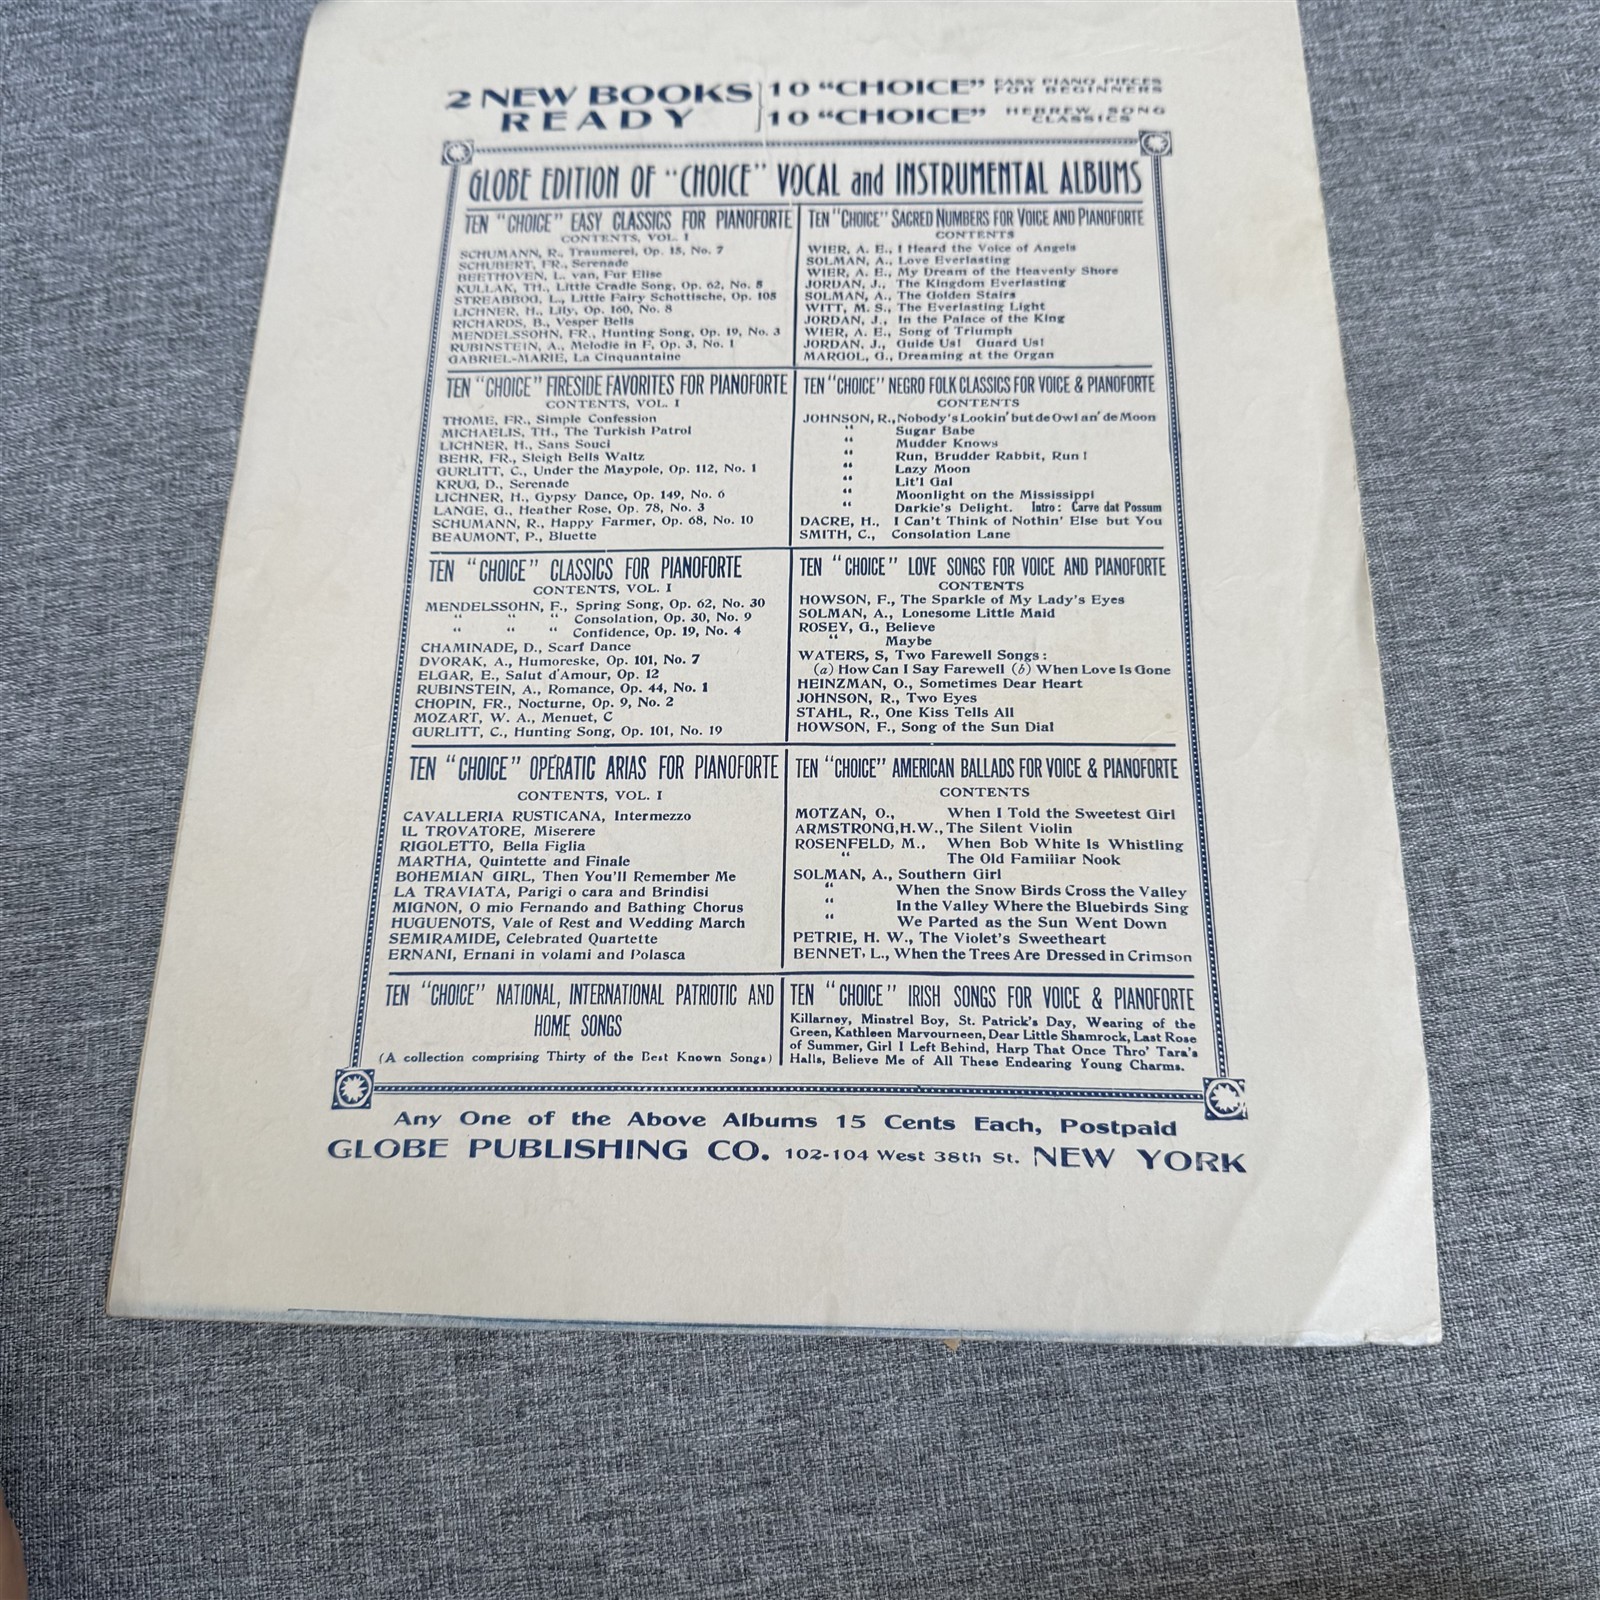 2 NEW BOOKS READY
10 "CHOICE" EASY PIANO PIECES FOR BEGINNERS
10 "CHOICE" HEBREW SONG CLASSICS
GLOBE EDITION OF "CHOICE" VOCAL and INSTRUMENTAL ALBUMS
TEN "CHOICE" EASY CLASSICS FOR PIANOFORTE
CONTENTS, VOL. I
SCHUMANN, R., Traumerei, Op. 15, No. 7
SCHUBERT, FR., Serenade
BEETHOVEN, L. van, Fur Elise
KULLAK, TH., Little Cradle Song, Op. 62, No. 8
STREABBOG, L., Little Fairy Schottische, Op. 105
LICHNER, H., Lily, Op. 160, No. 8
RICHARDS, B., Vesper Bells
MENDELSSOHN, FR., Hunting Song, Op. 19, No. 3
RUBINSTEIN, A., Melodie in F, Op. 3, No. 1
GABRIEL-MARIE, La Cinquantaine
TEN "CHOICE" SACRED NUMBERS FOR VOICE AND PIANOFORTE
CONTENTS
WIER, A. E., I Heard the Voice of Angels
SOLMAN, A., Love Everlasting
WIER, A. E., My Dream of the Heavenly Shore
JORDAN, J., The Kingdom Everlasting
SOLMAN, A., The Golden Stairs
WITT, M. S., The Everlasting Light
JORDAN, J., In the Palace of the King
WIER, A. E., Song of Triumph
JORDAN, J., Guide Us! Guard Us!
MARGOL, G., Dreaming at the Organ
TEN "CHOICE" FIRESIDE FAVORITES FOR PIANOFORTE
CONTENTS, VOL. I
THOME, FR., Simple Confession
MICHAELIS, TH., The Turkish Patrol
LICHNER, H., Sans Souci
BEHR, FR., Sleigh Bells Waltz
GURLITT, C., Under the Maypole, Op. 112, No. 1
KRUG, D., Serenade
LICHNER, H., Gypsy Dance, Op. 149, No. 6
LANGE, G., Heather Rose, Op. 78, No. 3
SCHUMANN, R., Happy Farmer, Op. 68, No. 10
BEAUMONT, P., Bluette
TEN "CHOICE" NEGRO FOLK CLASSICS FOR VOICE & PIANOFORTE
CONTENTS
JOHNSON, R., Nobody's Lookin' but de Owl an' de Moon
" Sugar Babe
" Mudder Knows
" Run, Brudder Rabbit, Run!
" Lazy Moon
" Lit'l Gal
" Moonlight on the Mississippi
" Darkie's Delight. Intro: Carve dat Possum
DACRE, H., I Can't Think of Nothin' Else but You
SMITH, C., Consolation Lane
TEN "CHOICE" CLASSICS FOR PIANOFORTE
CONTENTS, VOL. I
MENDELSSOHN, F., Spring Song, Op. 62, No. 30
" " " Consolation, Op. 30, No. 9
" " " Confidence, Op. 19, No. 4
CHAMINADE, D., Scarf Dance
DVORAK, A., Humoreske, Op. 101, No. 7
ELGAR, E., Salut d'Amour, Op. 12
RUBINSTEIN, A., Romance, Op. 44, No. 1
CHOPIN, FR., Nocturne, Op. 9, No. 2
MOZART, W. A., Menuet, C
GURLITT, C., Hunting Song, Op. 101, No. 19
TEN "CHOICE" LOVE SONGS FOR VOICE AND PIANOFORTE
CONTENTS
HOWSON, F., The Sparkle of My Lady's Eyes
SOLMAN, A., Lonesome Little Maid
ROSEY, G., Believe
" Maybe
WATERS, S, Two Farewell Songs:
(a) How Can I Say Farewell (b) When Love Is Gone
HEINZMAN, O., Sometimes Dear Heart
JOHNSON, R., Two Eyes
STAHL, R., One Kiss Tells All
HOWSON, F., Song of the Sun Dial
TEN "CHOICE" OPERATIC ARIAS FOR PIANOFORTE
CONTENTS, VOL. I
CAVALLERIA RUSTICANA, Intermezzo
IL TROVATORE, Miserere
RIGOLETTO, Bella Figlia
MARTHA, Quintette and Finale
BOHEMIAN GIRL, Then You'll Remember Me
LA TRAVIATA, Parigi o cara and Brindisi
MIGNON, O mio Fernando and Bathing Chorus
HUGUENOTS, Vale of Rest and Wedding March
SEMIRAMIDE, Celebrated Quartette
ERNANI, Ernani in volami and Polasca
TEN "CHOICE" AMERICAN BALLADS FOR VOICE & PIANOFORTE
CONTENTS
MOTZAN, O., When I Told the Sweetest Girl
ARMSTRONG, H.W., The Silent Violin
ROSENFELD, M., When Bob White Is Whistling
" The Old Familiar Nook
SOLMAN, A., Southern Girl
" When the Snow Birds Cross the Valley
" In the Valley Where the Bluebirds Sing
" We Parted as the Sun Went Down
PETRIE, H. W., The Violet's Sweetheart
BENNET, L., When the Trees Are Dressed in Crimson
TEN "CHOICE" NATIONAL, INTERNATIONAL PATRIOTIC AND
HOME SONGS
(A collection comprising Thirty of the Best Known Songs)
TEN "CHOICE" IRISH SONGS FOR VOICE & PIANOFORTE
Killarney, Minstrel Boy, St. Patrick's Day, Wearing of the
Green, Kathleen Marvourneen, Dear Little Shamrock, Last Rose
of Summer, Girl I Left Behind, Harp That Once Thro' Tara's
Halls, Believe Me of All These Endearing Young Charms.
Any One of the Above Albums 15 Cents Each, Postpaid
GLOBE PUBLISHING CO. 102-104 West 38th St. NEW YORK